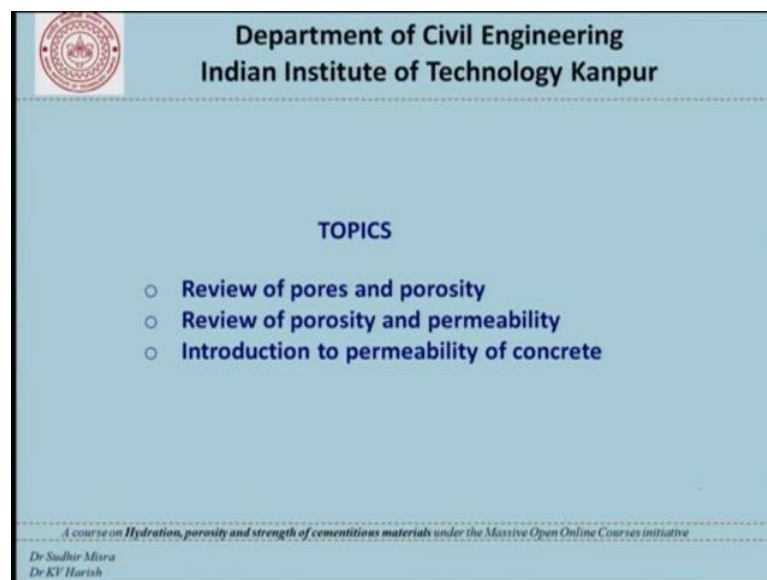 Department of Civil Engineering
Indian Institute of Technology Kanpur
TOPICS
○ Review of pores and porosity
○ Review of porosity and permeability
○ Introduction to permeability of concrete
A course on Hydration, porosity and strength of cementitious materials under the Massive Open Online Courses initiative
Dr Sudhir Misra
Dr KV Harish